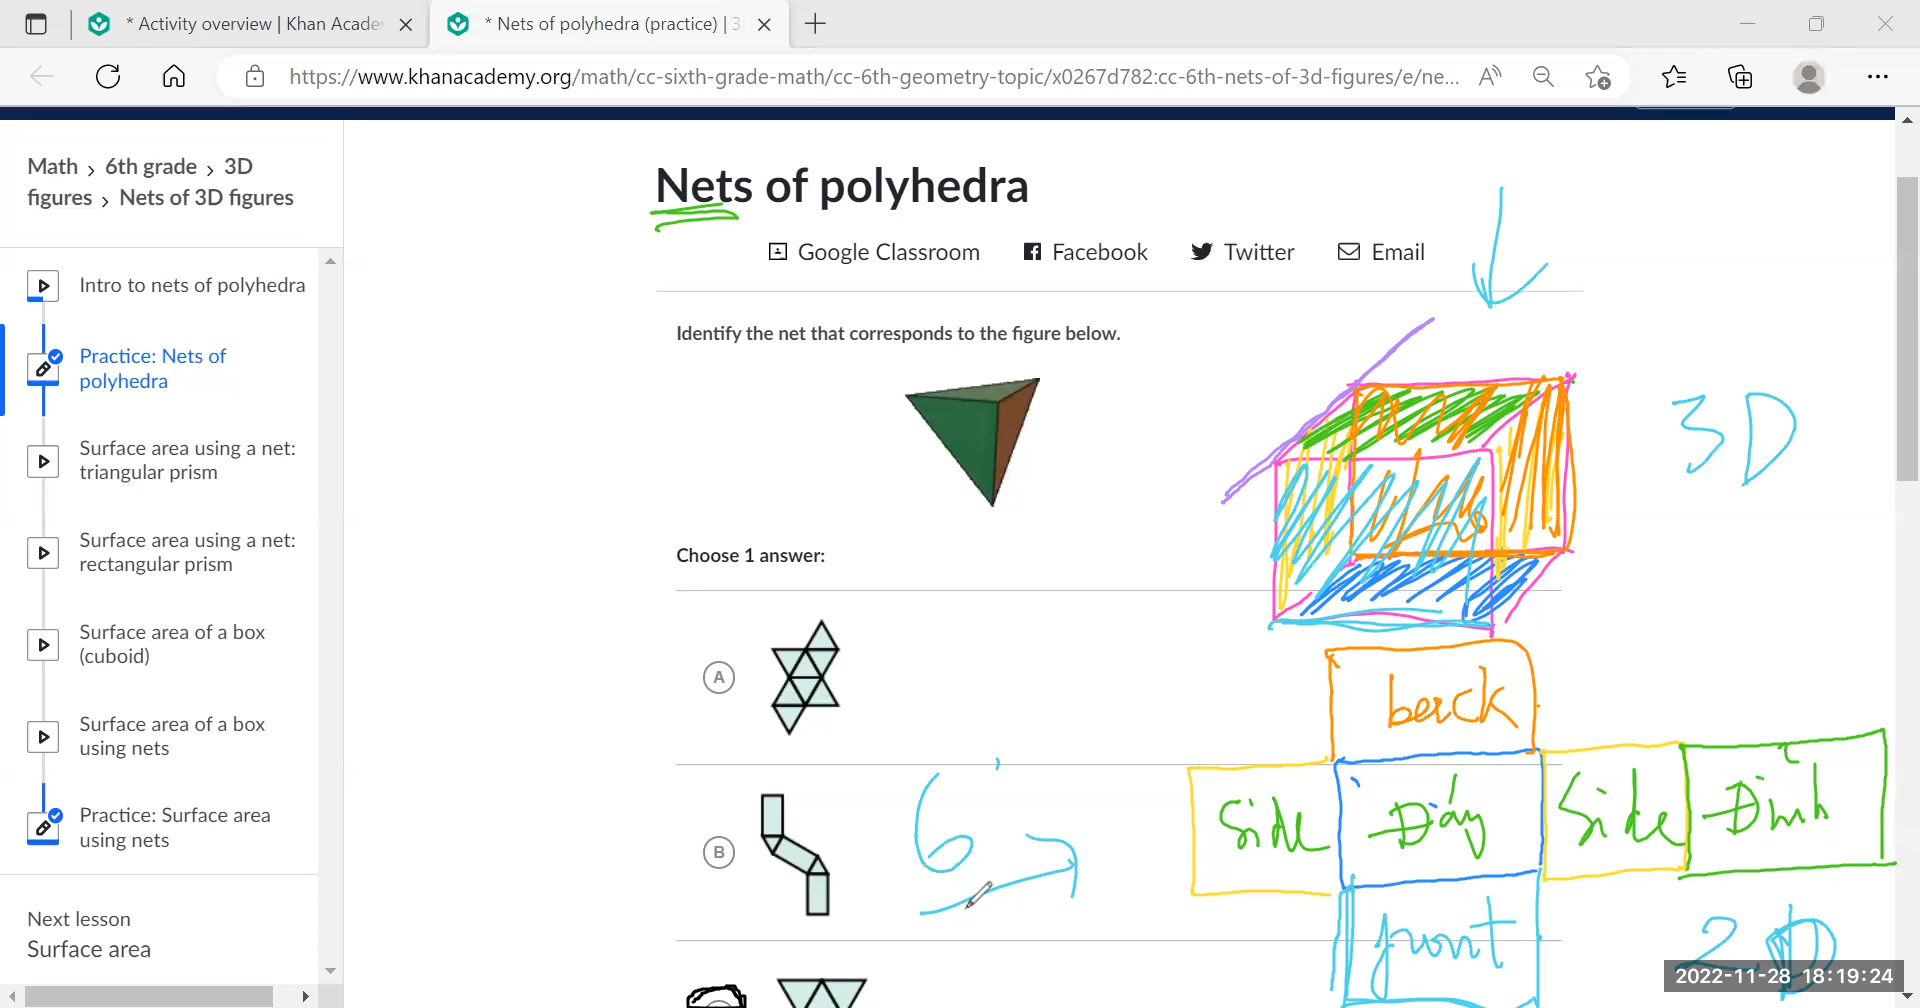 * Activity overview | Khan Acade
* Nets of polyhedra (practice) | 3
https://www.khanacademy.org/math/cc-sixth-grade-math/cc-6th-geometry-topic/x0267d782:cc-6th-nets-of-3d-figures/e/ne...
Math > 6th grade > 3D
figures > Nets of 3D figures
Intro to nets of polyhedra
Practice: Nets of
polyhedra
Surface area using a net:
triangular prism
Surface area using a net:
rectangular prism
Surface area of a box
(cuboid)
Surface area of a box
using nets
Practice: Surface area
using nets
Next lesson
Surface area
Nets of polyhedra
Google Classroom
Facebook
Twitter
Email
Identify the net that corresponds to the figure below.
3D
Choose 1 answer:
A
back
B
6
Side
Đáy
Side
Đỉnh
front
2D
2022-11-28 18:19:24